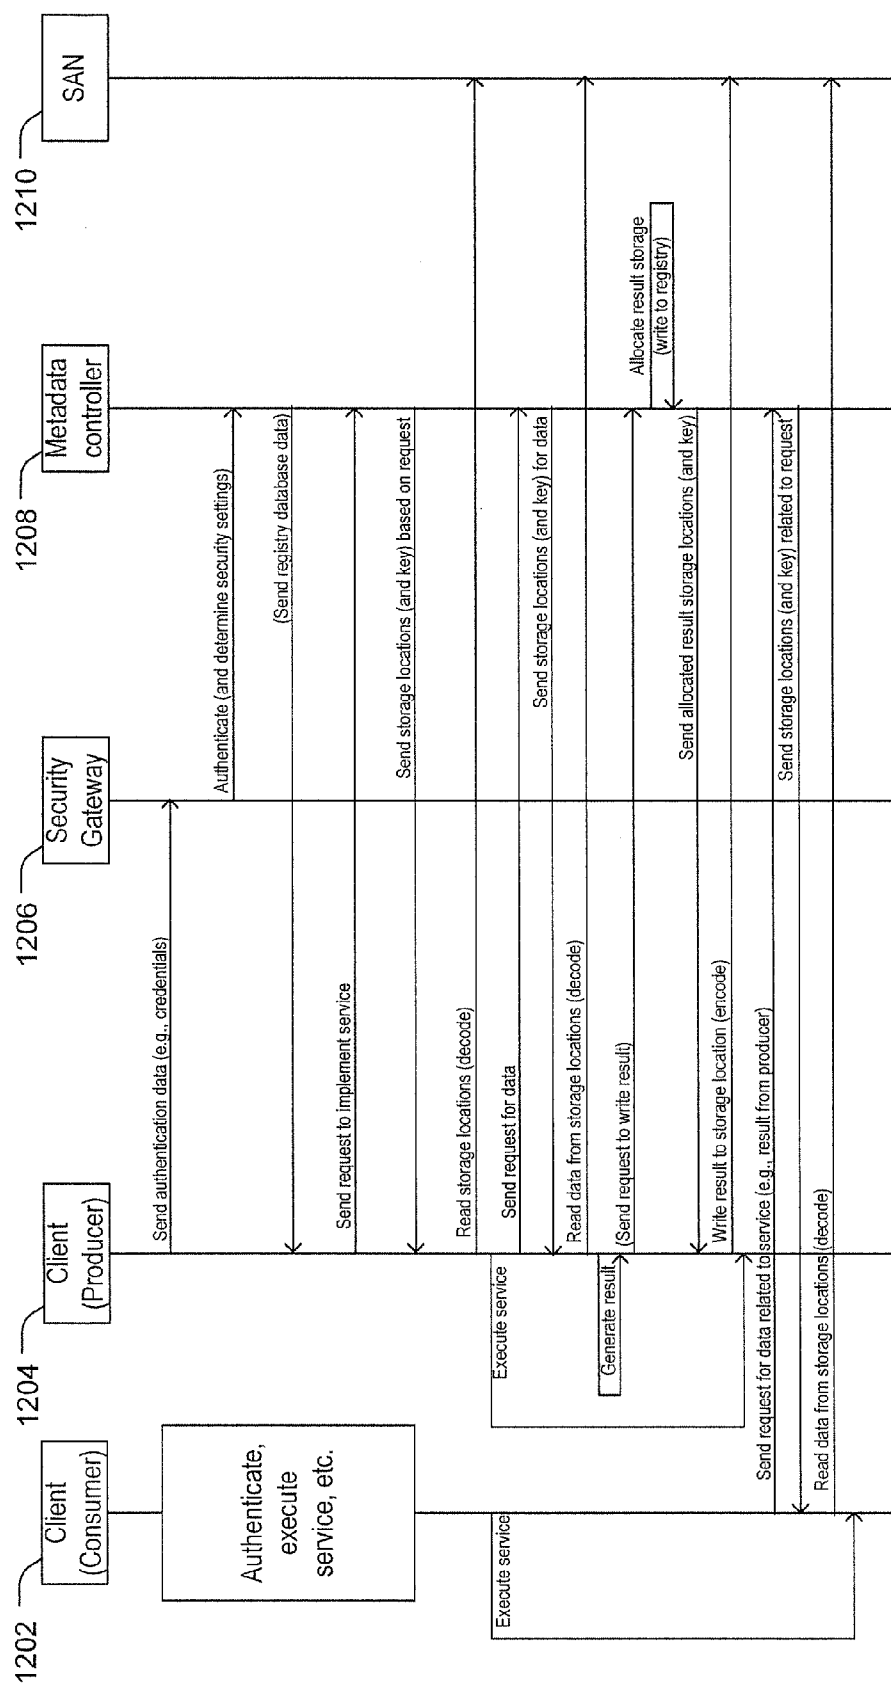 1202
Client
(Consumer)
1204
Client
(Producer)
1206
Security
Gateway
1208
Metadata
controller
1210
SAN
Authenticate,
execute
service, etc.
Send authentication data (e.g., credentials)
Authenticate (and determine security settings)
(Send registry database data)
Send request to implement service
Send storage locations (and key) based on request
Read storage locations (decode)
Execute service
Execute service
Send request for data
Send storage locations (and key) for data
Read data from storage locations (decode)
Generate result
(Send request to write result)
Allocate result storage
(write to registry)
Send allocated result storage locations (and key)
Write result to storage location (encode)
Send request for data related to service (e.g., result from producer)
Send storage locations (and key) related to request
Read data from storage locations (decode)